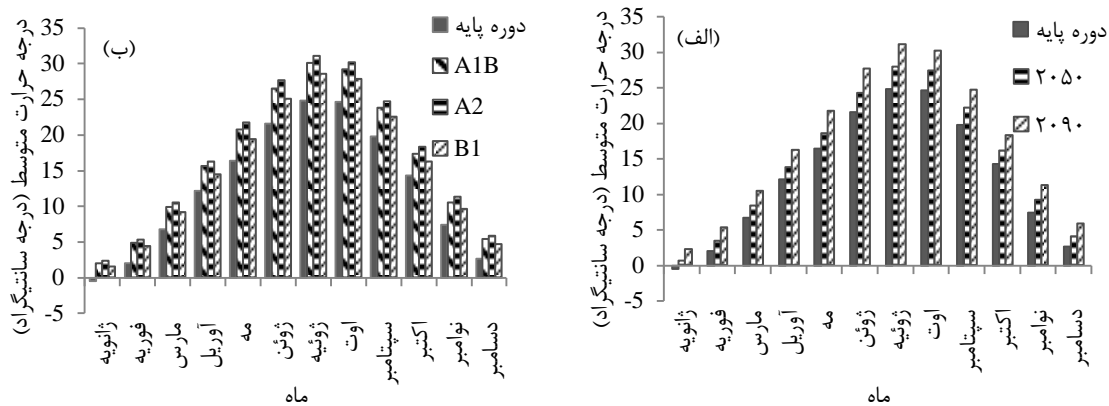 (الف)
درجه حرارت متوسط (درجه سانتیگراد)
35
30
25
20
15
10
5
0
-5
دوره پایه
۲۰۵۰
۲۰۹۰
ژانویه
فوریه
مارس
آوریل
مه
ژوئن
ژوئیه
اوت
سپتامبر
اکتبر
نوامبر
دسامبر
ماه
(ب)
درجه حرارت متوسط (درجه سانتیگراد)
35
30
25
20
15
10
5
0
-5
دوره پایه
A1B
A2
B1
ژانویه
فوریه
مارس
آوریل
مه
ژوئن
ژوئیه
اوت
سپتامبر
اکتبر
نوامبر
دسامبر
ماه